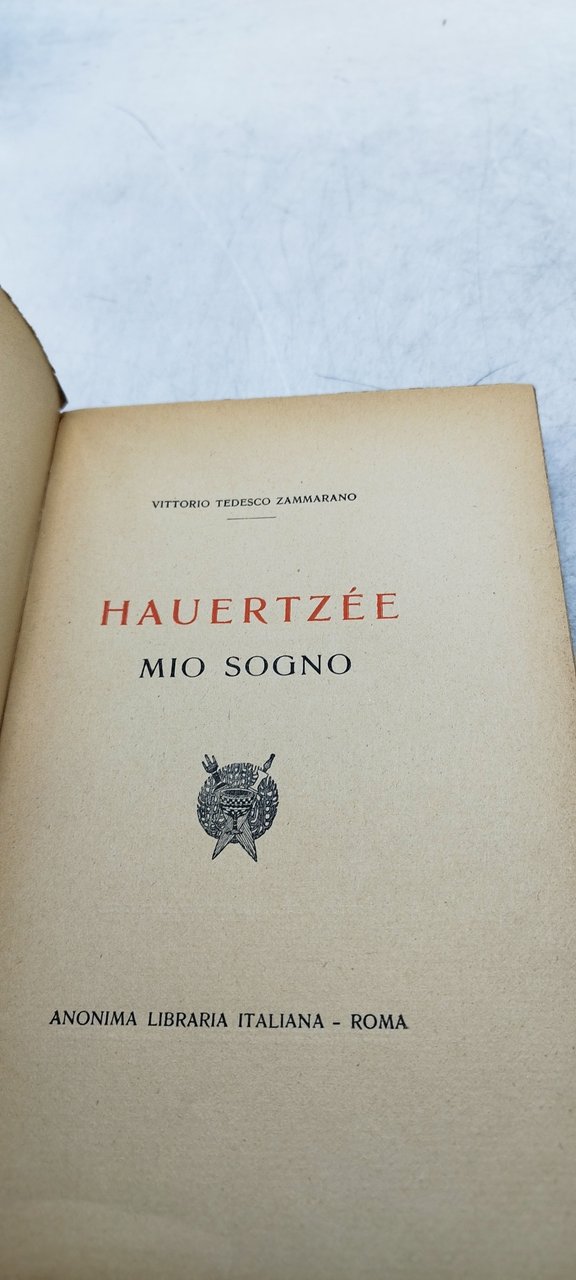 VITTORIO TEDESCO ZAMMARANO
HAUERTZÉE
MIO SOGNO
ANONIMA LIBRARIA ITALIANA - ROMA